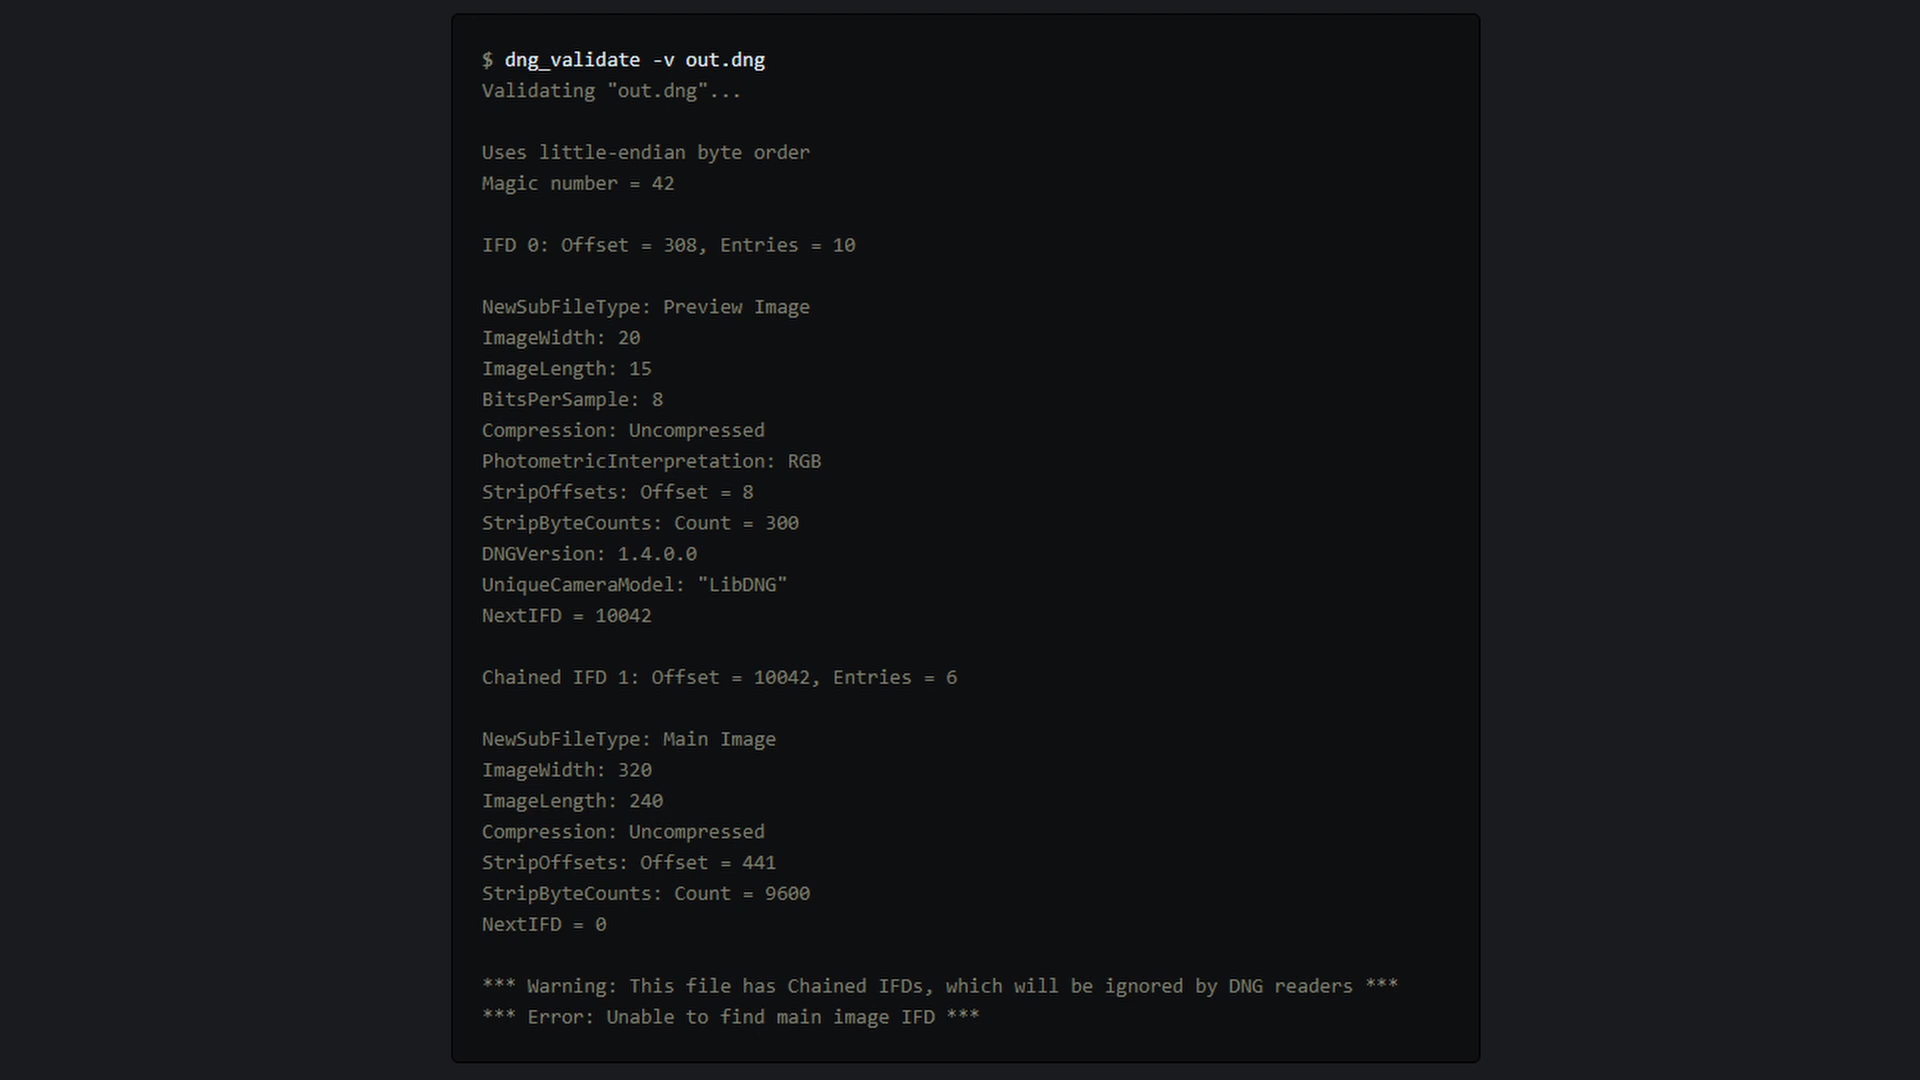 $ dng_validate -v out.dng
Validating "out.dng"...
Uses little-endian byte order
Magic number = 42
IFD 0: Offset = 308, Entries = 10
NewSubFileType: Preview Image
ImageWidth: 20
ImageLength: 15
BitsPerSample: 8
Compression: Uncompressed
PhotometricInterpretation: RGB
StripOffsets: Offset = 8
StripByteCounts: Count = 300
DNGVersion: 1.4.0.0
UniqueCameraModel: "LibDNG"
NextIFD = 10042
Chained IFD 1: Offset = 10042, Entries = 6
NewSubFileType: Main Image
ImageWidth: 320
ImageLength: 240
Compression: Uncompressed
StripOffsets: Offset = 441
StripByteCounts: Count = 9600
NextIFD = 0
*** Warning: This file has Chained IFDs, which will be ignored by DNG readers ***
*** Error: Unable to find main image IFD ***